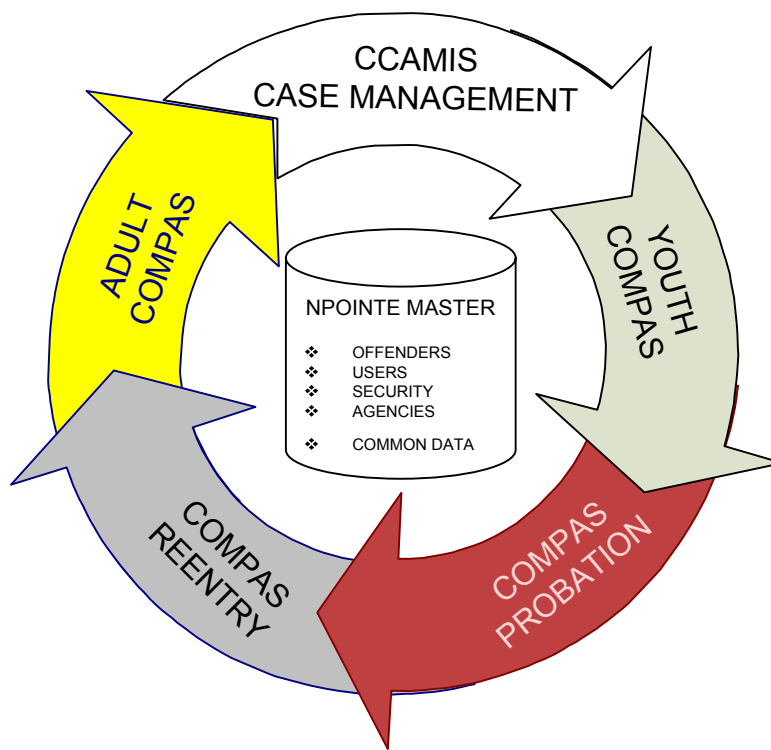 CCAMIS
CASE MANAGEMENT
YOUTH
COMPAS
COMPAS
PROBATION
COMPAS
REENTRY
ADULT
COMPAS
NPOINTE MASTER
❖ OFFENDERS
❖ USERS
❖ SECURITY
❖ AGENCIES
❖ COMMON DATA